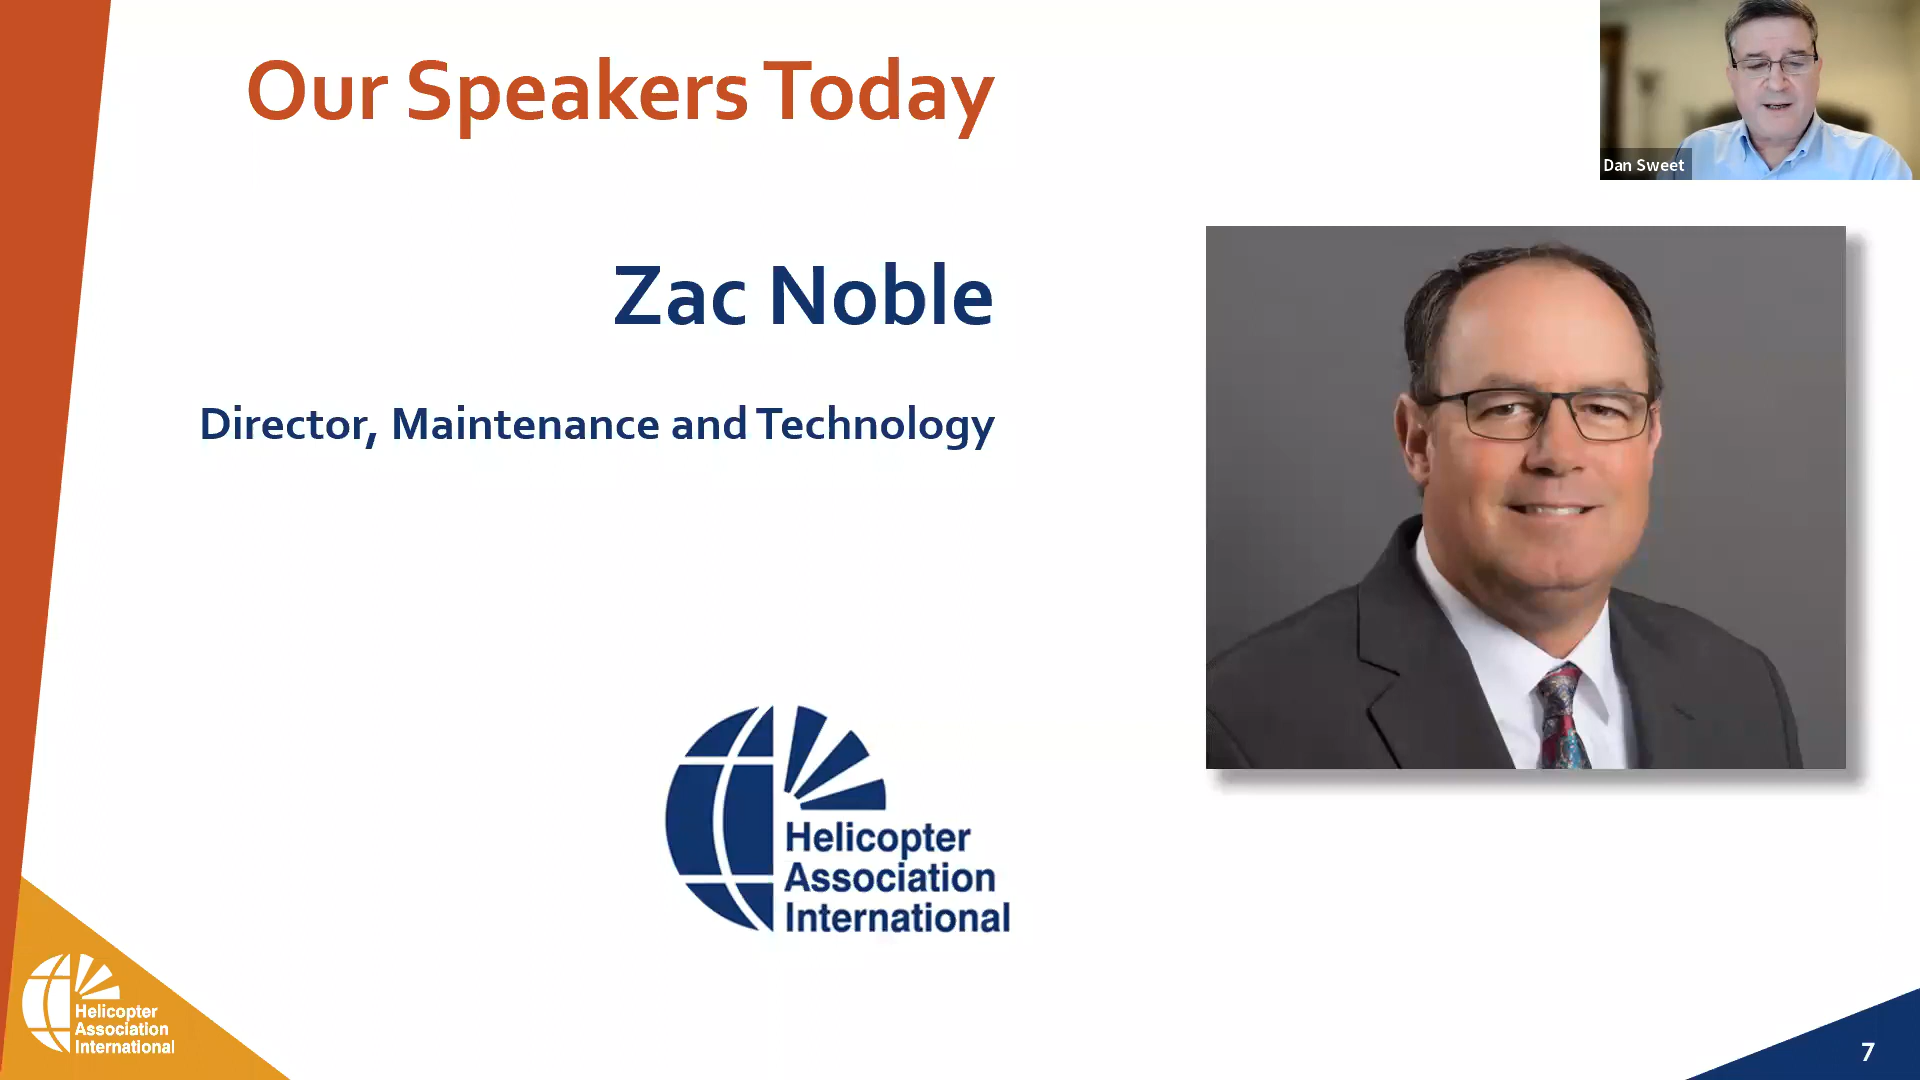 Our Speakers Today
Dan Sweet
Zac Noble
Director, Maintenance and Technology
Helicopter
Association
International
Helicopter
Association
International
7